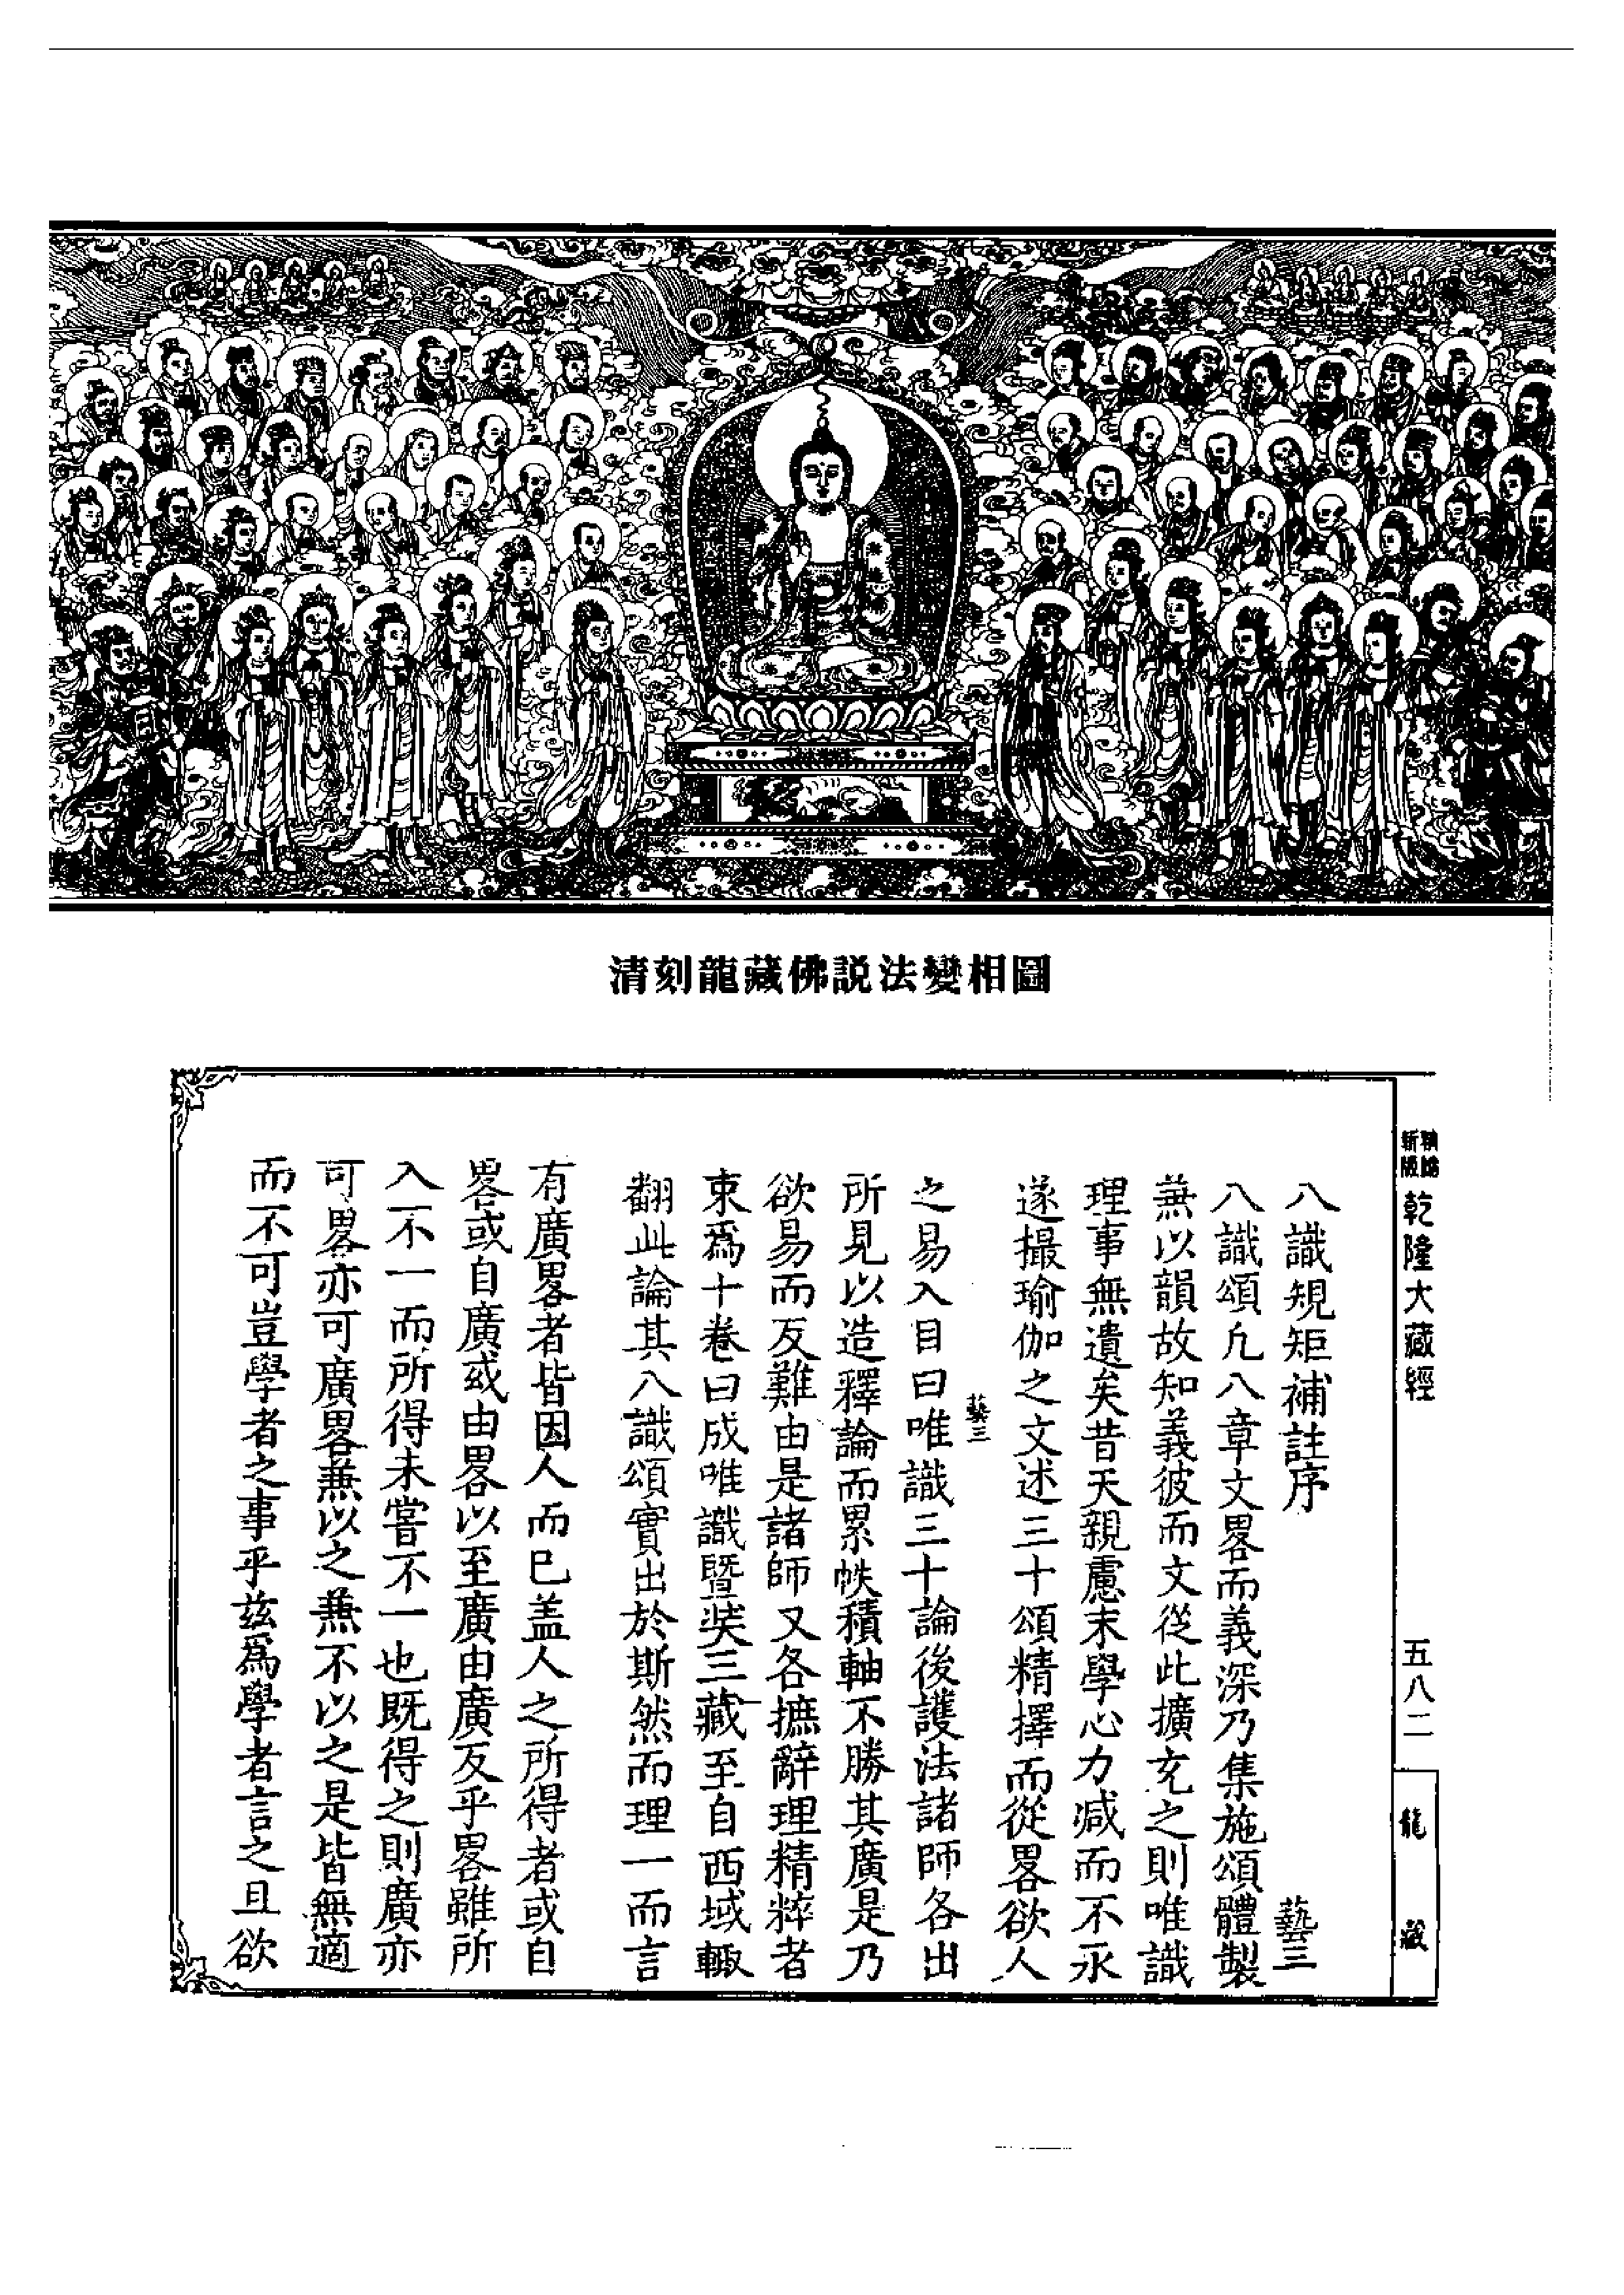 清刻龍藏佛説法變相圖
乾隆大藏經
五八二
龍藏
八識規矩補註序
藝三
八識頌凢八章文畧而義深乃集施頌體製
兼以韻故知義彼而文從此擴充之則唯識
理事無遺矣昔天親慮末學心力減而不永
遂撮瑜伽之文述三十頌精擇而從畧欲人
藝三
之易入目曰唯識三十論後護法諸師各出
所見以造釋論而累帙積軸不勝其廣是乃
欲易而反難由是諸師又各摭辭理精粹者
束爲十卷曰成唯識暨奘三藏至自西域輙
翻此論其八識頌實出於斯然而理一而言
有廣畧者皆因人而已盖人之所得者或自
畧或自廣或由畧以至廣由廣反乎畧雖所
入不一而所得未嘗不一也既得之則廣亦
可畧亦可廣畧兼以之兼不以之是皆無適
而不可豈學者之事乎兹爲學者言之且欲